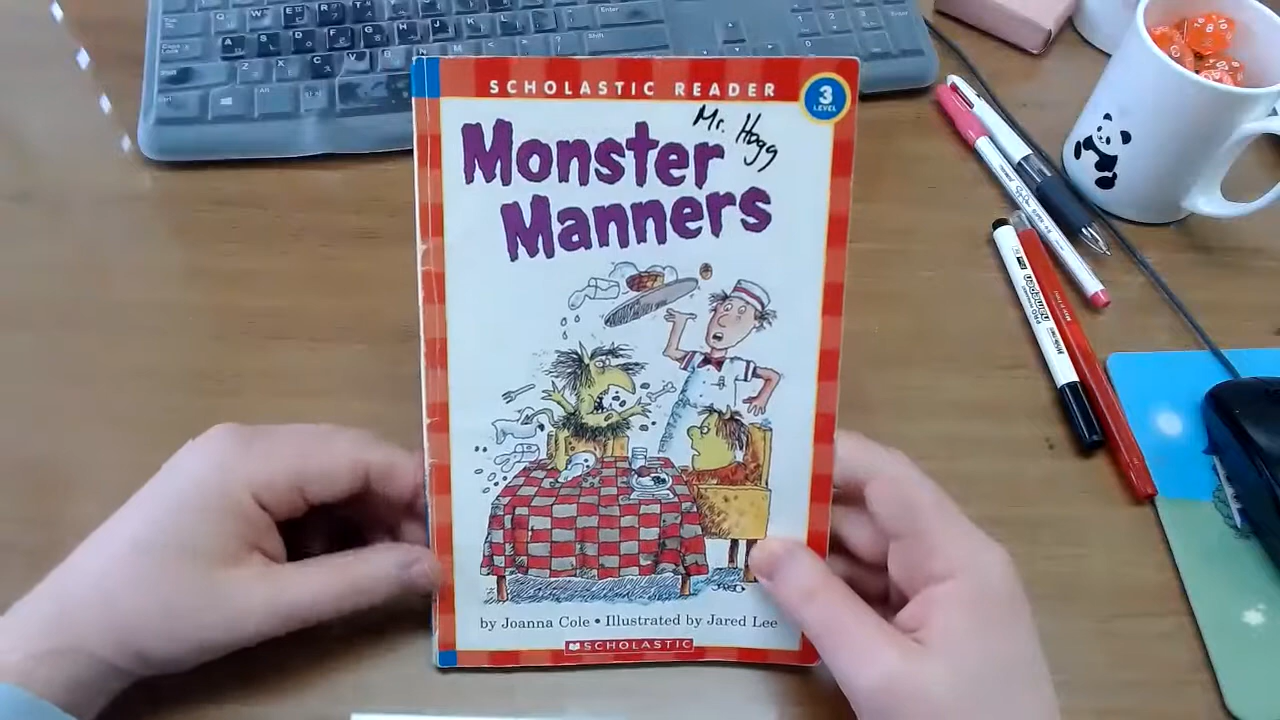 SCHOLASTIC READER
3
LEVEL
Mr. Hogg
Monster
Manners
by Joanna Cole • Illustrated by Jared Lee
SCHOLASTIC